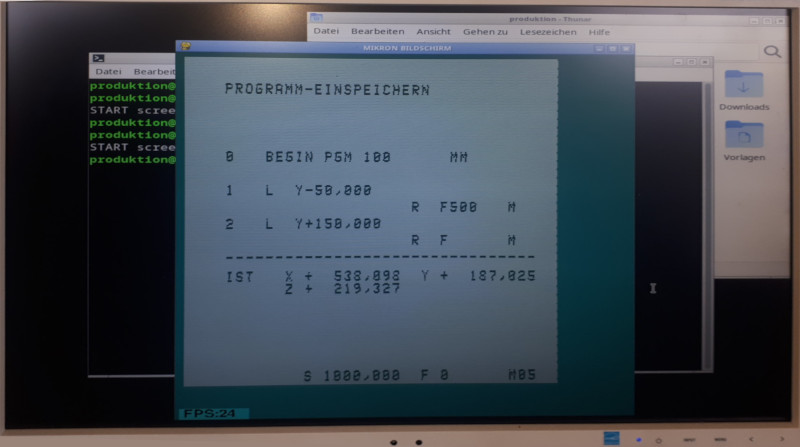 produktion - Thunar
Datei Bearbeiten Ansicht Gehen zu Lesezeichen Hilfe
MIKRON BILDSCHIRM
Datei Bearbeit
produktion@
produktion@
START scree
produktion@
produktion@
START scree
produktion@
Downloads
Vorlagen
PROGRAMM-EINSPEICHERN
0 BEGIN PGM 100 MM
1 L Y-50,000
R F500 M
2 L Y+150,000
R F M
IST X + 538,098 Y + 187,025
Z + 219,327
S 1000,000 F 0 M05
FPS:24